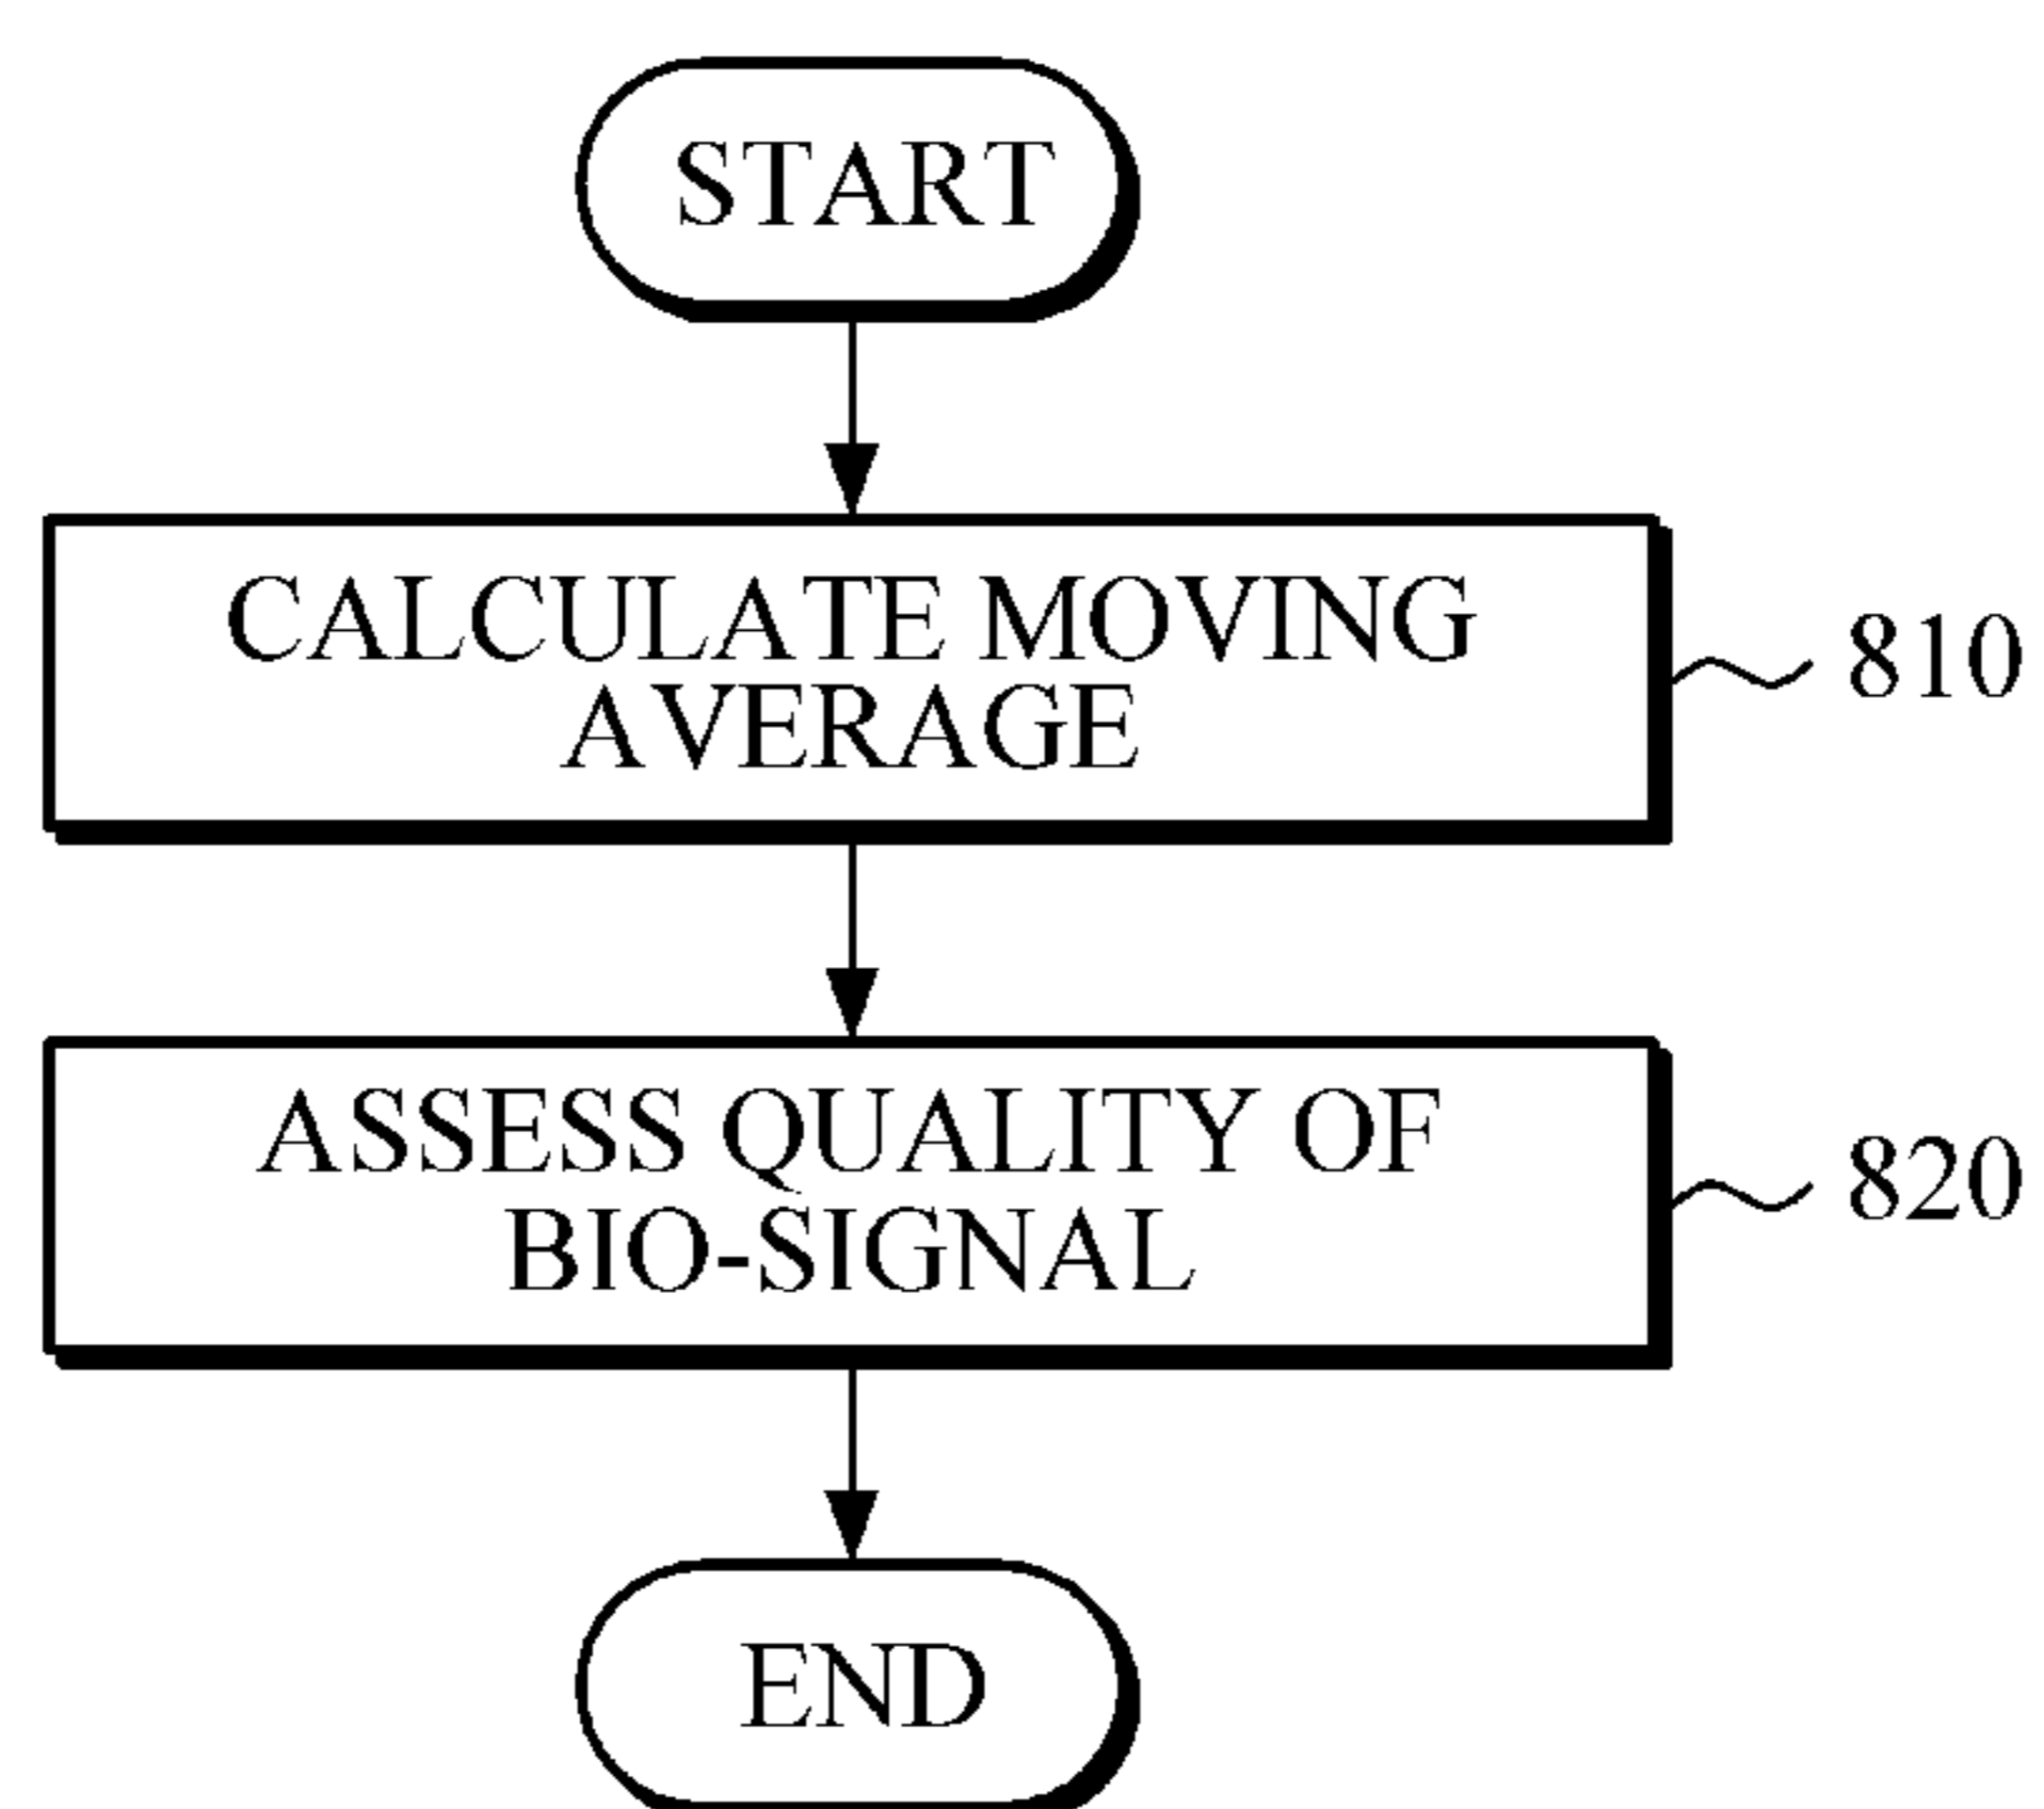 START
CALCULATE MOVING
AVERAGE
810
ASSESS QUALITY OF
BIO-SIGNAL
820
END